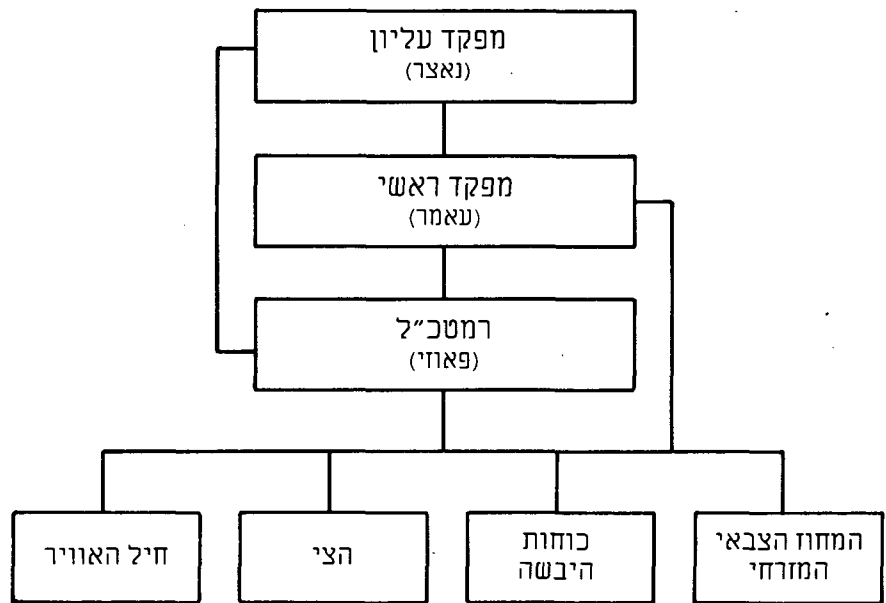 מפקד עליון
(נאצר)
מפקד ראשי
(עאמר)
רמטכ״ל
(פאוזי)
המחוז הצבאי
המזרחי
כוחות
היבשה
הצי
חיל האוויר